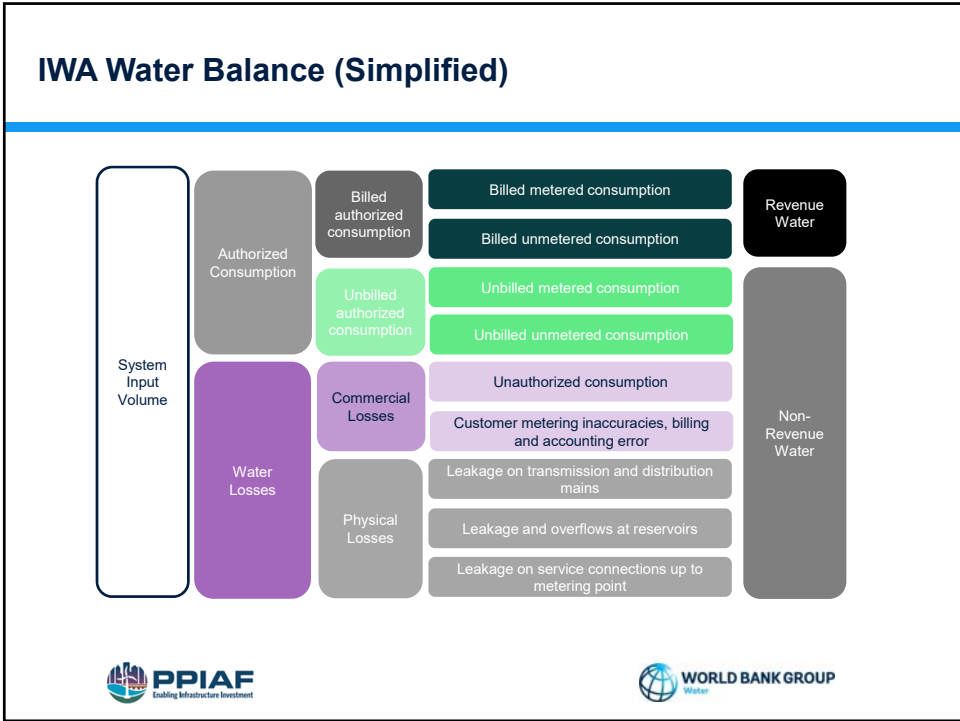 IWA Water Balance (Simplified)
System
Input
Volume
Authorized
Consumption
Water
Losses
Billed
authorized
consumption
Unbilled
authorized
consumption
Commercial
Losses
Physical
Losses
Billed metered consumption
Billed unmetered consumption
Unbilled metered consumption
Unbilled unmetered consumption
Unauthorized consumption
Customer metering inaccuracies, billing
and accounting error
Leakage on transmission and distribution
mains
Leakage and overflows at reservoirs
Leakage on service connections up to
metering point
Revenue
Water
Non-
Revenue
Water
PPIAF
Enabling Infrastructure Investment
WORLD BANK GROUP
Water